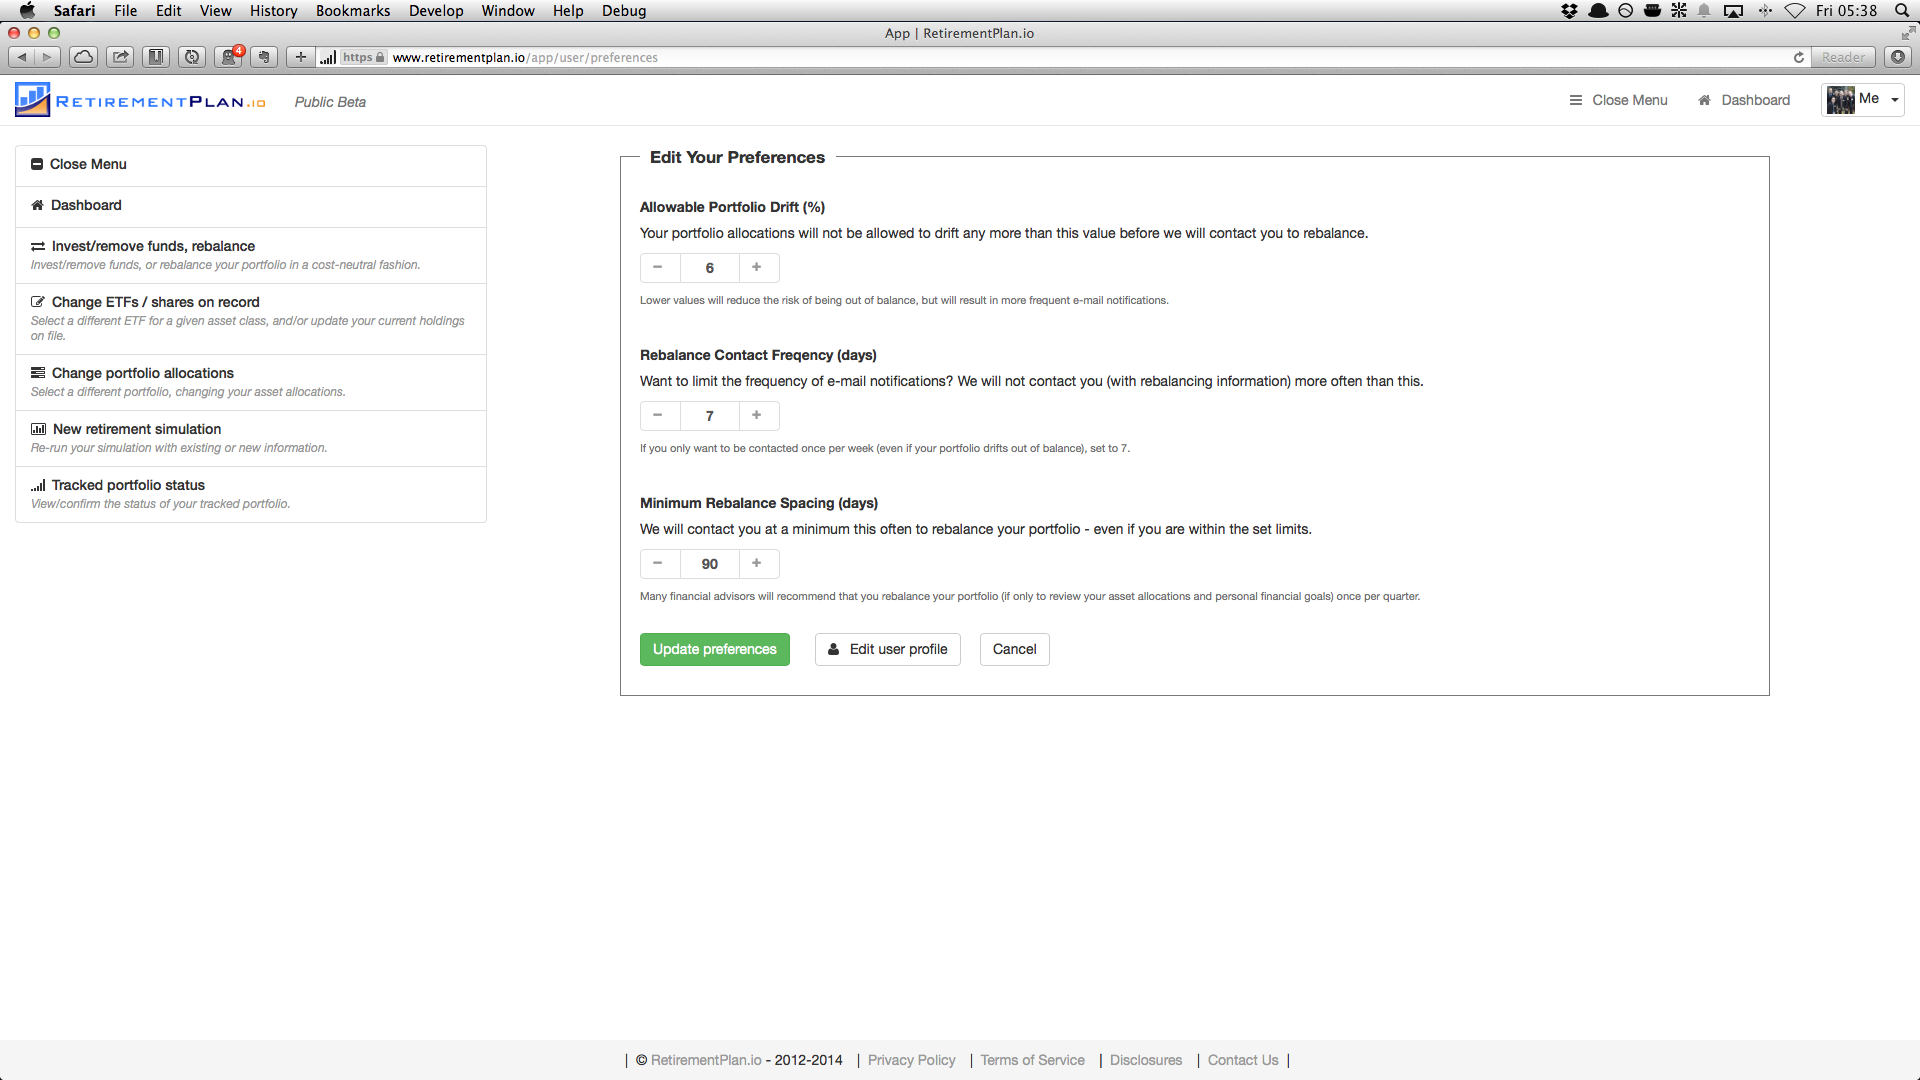 Safari File Edit View History Bookmarks Develop Window Help Debug Fri 05:38
App | RetirementPlan.io
4 https www.retirementplan.io/app/user/preferences Reader
RETIREMENTPLAN.IO Public Beta Close Menu Dashboard Me
Close Menu
Dashboard
Invest/remove funds, rebalance
Invest/remove funds, or rebalance your portfolio in a cost-neutral fashion.
Change ETFs / shares on record
Select a different ETF for a given asset class, and/or update your current holdings
on file.
Change portfolio allocations
Select a different portfolio, changing your asset allocations.
New retirement simulation
Re-run your simulation with existing or new information.
Tracked portfolio status
View/confirm the status of your tracked portfolio.
Edit Your Preferences
Allowable Portfolio Drift (%)
Your portfolio allocations will not be allowed to drift any more than this value before we will contact you to rebalance.
− 6 +
Lower values will reduce the risk of being out of balance, but will result in more frequent e-mail notifications.
Rebalance Contact Freqency (days)
Want to limit the frequency of e-mail notifications? We will not contact you (with rebalancing information) more often than this.
− 7 +
If you only want to be contacted once per week (even if your portfolio drifts out of balance), set to 7.
Minimum Rebalance Spacing (days)
We will contact you at a minimum this often to rebalance your portfolio - even if you are within the set limits.
− 90 +
Many financial advisors will recommend that you rebalance your portfolio (if only to review your asset allocations and personal financial goals) once per quarter.
Update preferences Edit user profile Cancel
| © RetirementPlan.io - 2012-2014 | Privacy Policy | Terms of Service | Disclosures | Contact Us |